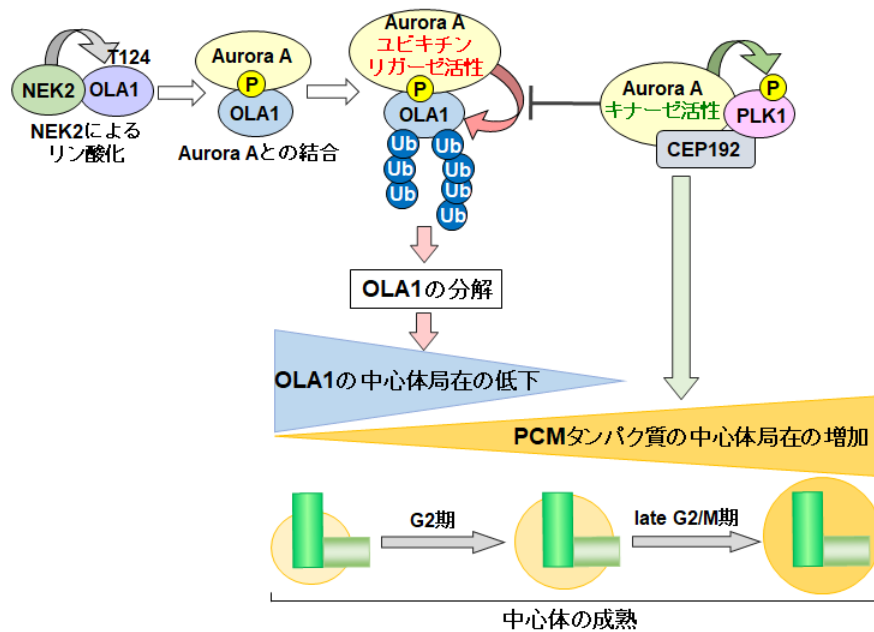 T124
NEK2
OLA1
NEK2による
リン酸化
Aurora A
P
OLA1
Aurora Aとの結合
Aurora A
ユビキチン
リガーゼ活性
P
OLA1
Ub
Ub
Ub
Ub
Ub
Ub
Ub
Aurora A
キナーゼ活性
P
PLK1
CEP192
OLA1の分解
OLA1の中心体局在の低下
PCMタンパク質の中心体局在の増加
G2期
late G2/M期
中心体の成熟